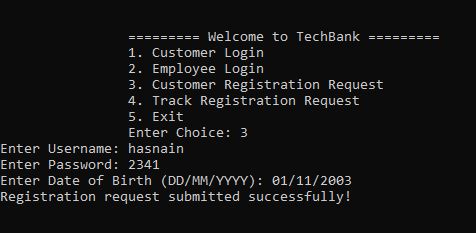 ========= Welcome to TechBank =========
1. Customer Login
2. Employee Login
3. Customer Registration Request
4. Track Registration Request
5. Exit
Enter Choice: 3
Enter Username: hasnain
Enter Password: 2341
Enter Date of Birth (DD/MM/YYYY): 01/11/2003
Registration request submitted successfully!